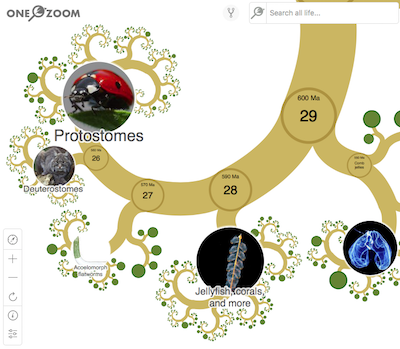 ONEZOOM
Search all life...
600 Ma
29
Protostomes
26
570 Ma
27
590 Ma
28
Deuterostomes
Acoelomorph
flatworms
Jellyfish, corals,
and more